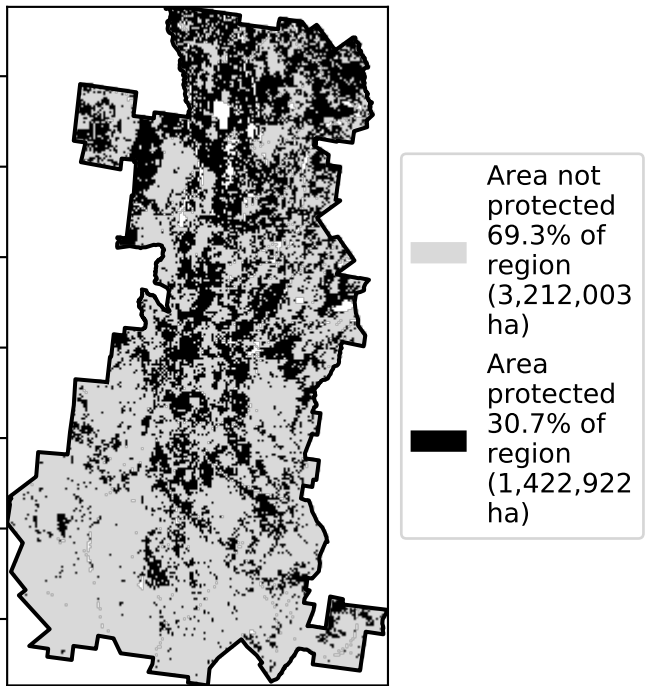 Area not
protected
69.3% of
region
(3,212,003
ha)
Area
protected
30.7% of
region
(1,422,922
ha)